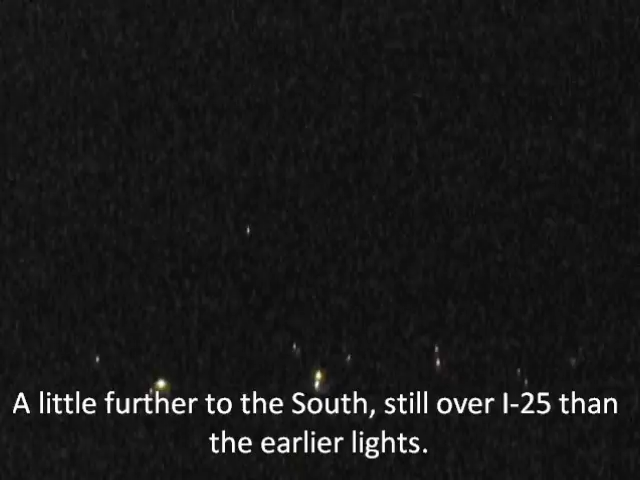 A little further to the South, still over I-25 than
the earlier lights.